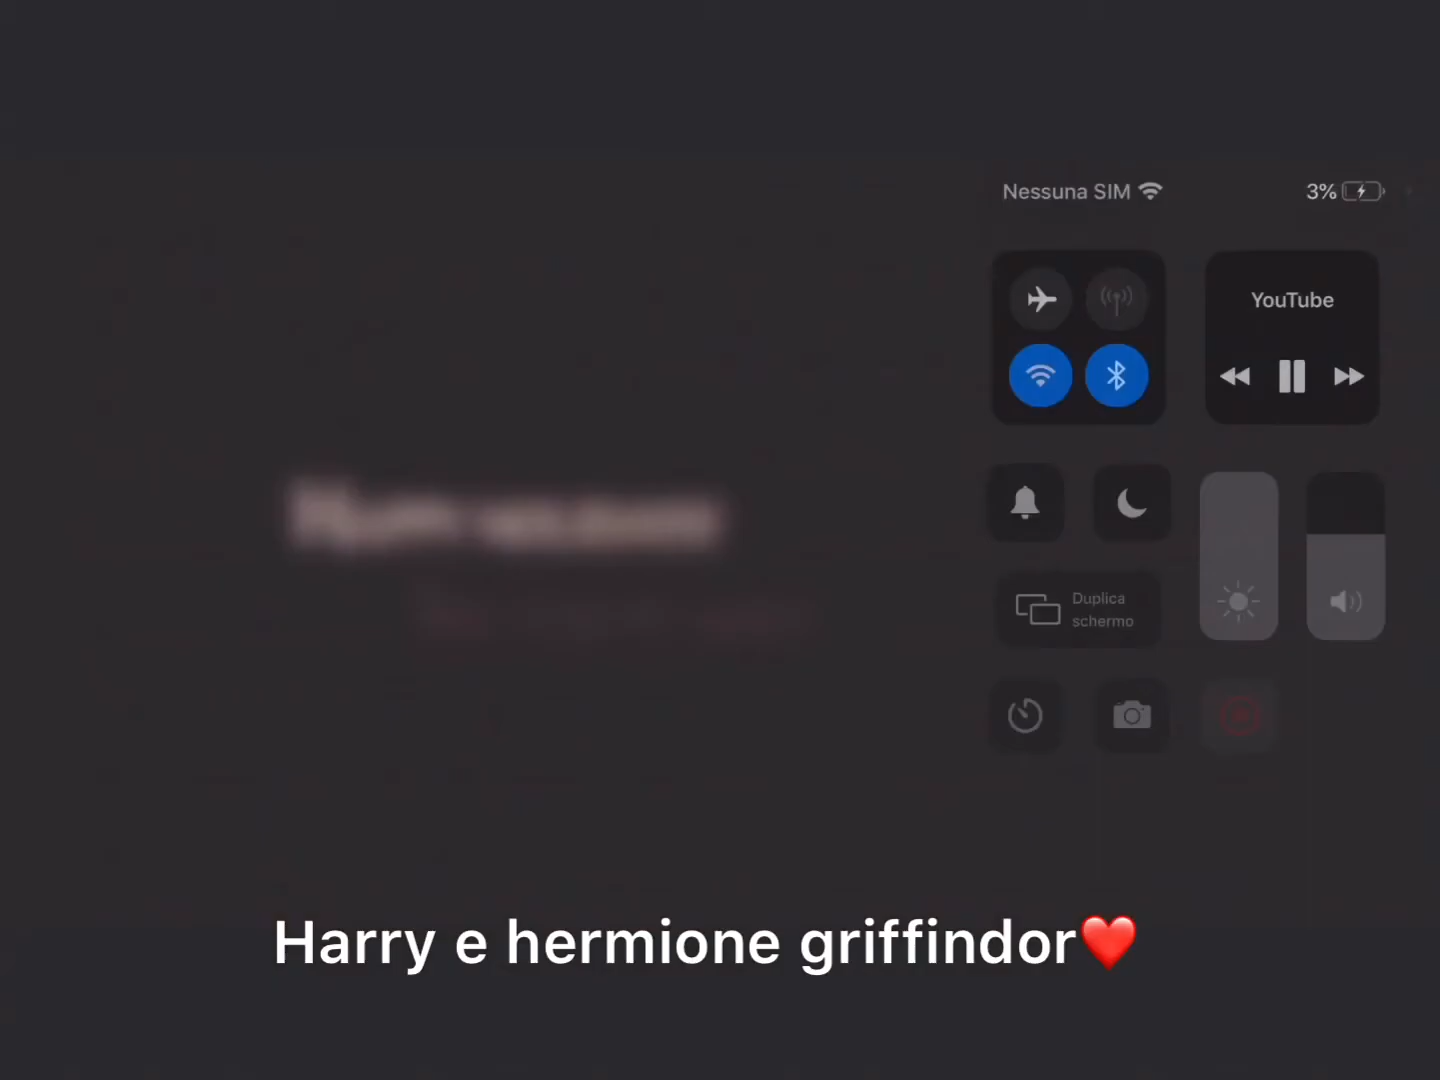 Nessuna SIM
3%
YouTube
Duplica
schermo
Harry e hermione griffindor❤️